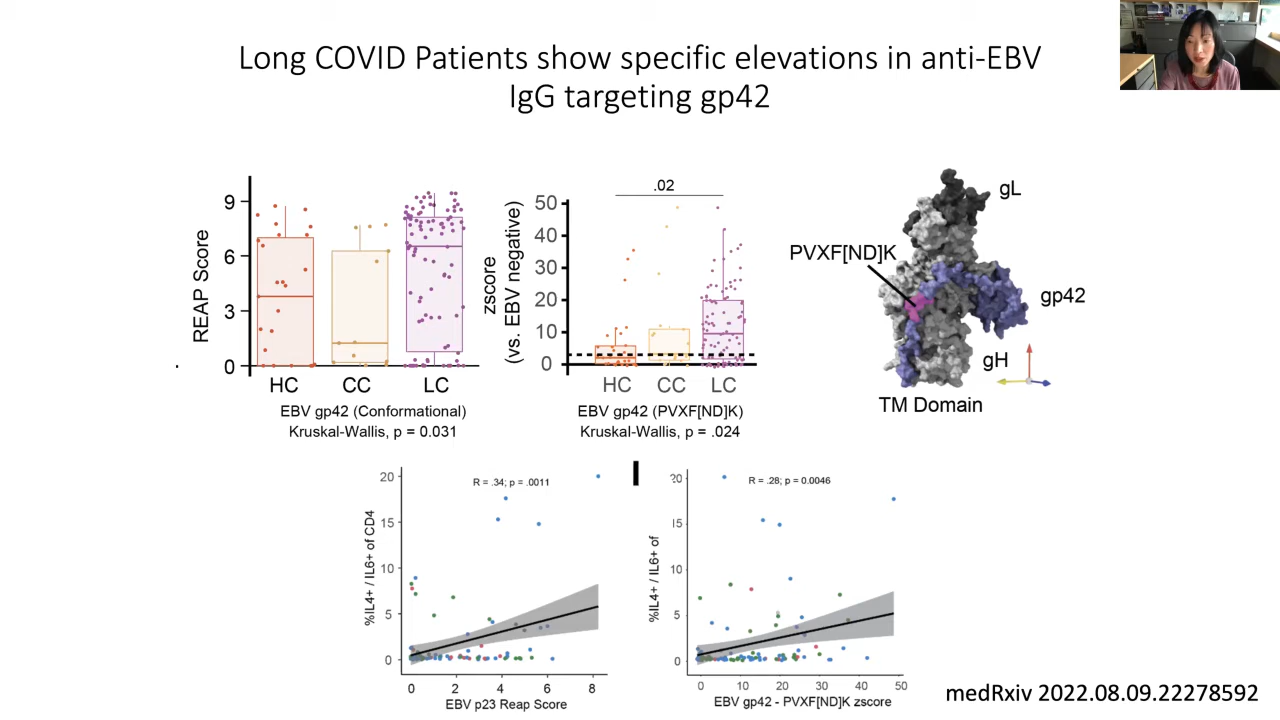 Long COVID Patients show specific elevations in anti-EBV
IgG targeting gp42
REAP Score
9
6
3
0
HC CC LC
EBV gp42 (Conformational)
Kruskal-Wallis, p = 0.031
zscore
(vs. EBV negative)
.02
50
40
30
20
10
0
HC CC LC
EBV gp42 (PVXF[ND]K)
Kruskal-Wallis, p = .024
gL
PVXF[ND]K
gp42
gH
TM Domain
%IL4+ / IL6+ of CD4
20
15
10
5
0
R = .34; p = .0011
0 2 4 6 8
EBV p23 Reap Score
%IL4+ / IL6+ of
20
15
10
5
0
R = .28; p = 0.0046
0 10 20 30 40 50
EBV gp42 - PVXF[ND]K zscore
medRxiv 2022.08.09.22278592